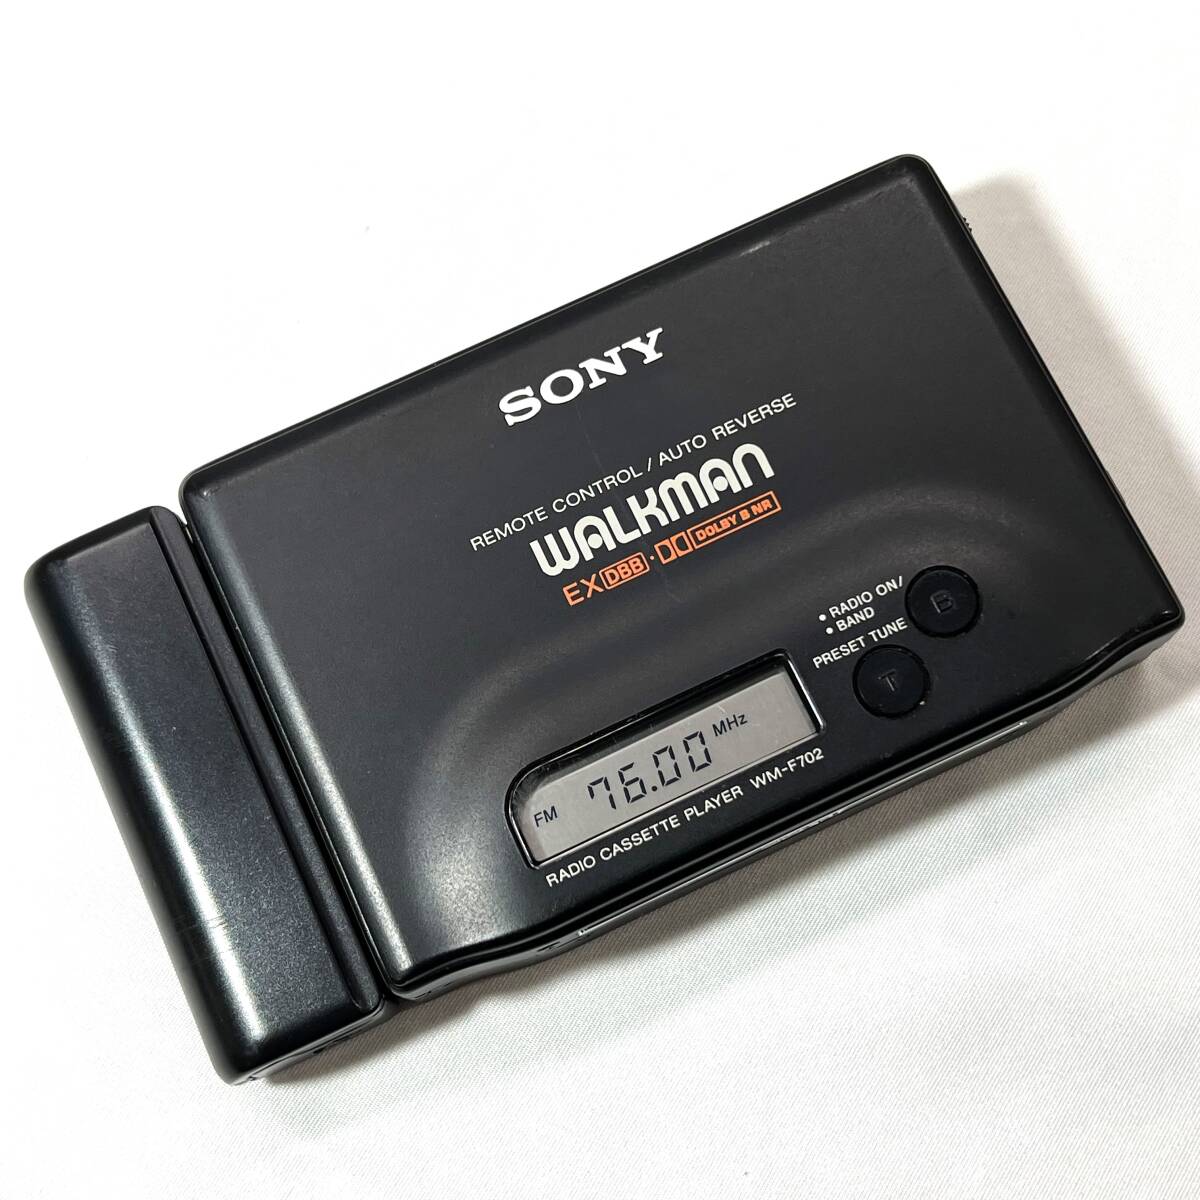 SONY
REMOTE CONTROL / AUTO REVERSE
WALKMAN
EX DBB · DOLBY B NR
• RADIO ON/
• BAND
B
PRESET TUNE
T
FM 76.00 MHz
RADIO CASSETTE PLAYER WM-F702